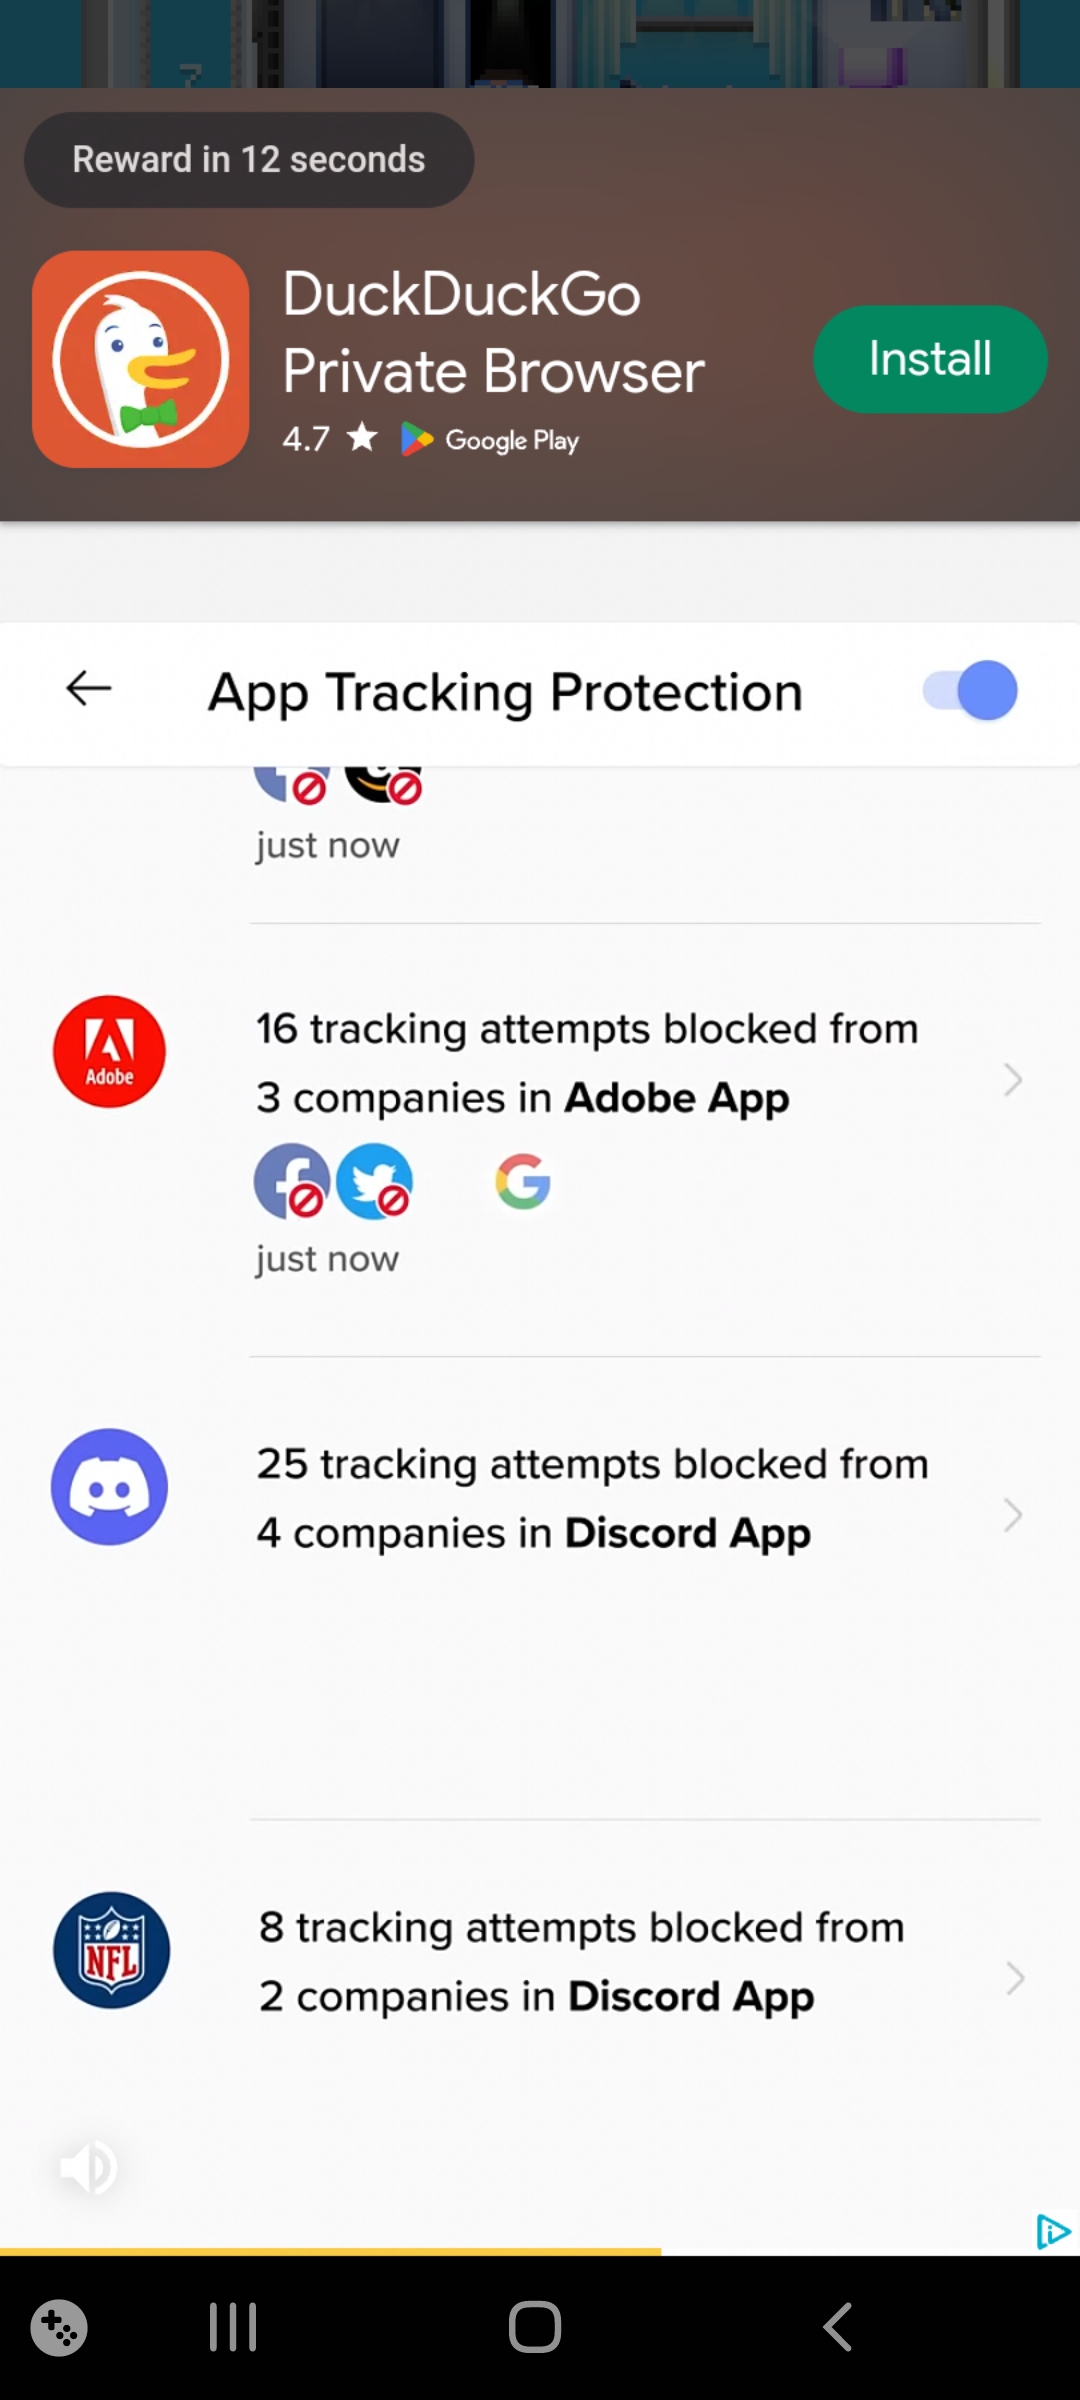 Reward in 12 seconds
DuckDuckGo
Private Browser
Install
4.7 ★ Google Play
App Tracking Protection
just now
16 tracking attempts blocked from
3 companies in Adobe App
Adobe
just now
25 tracking attempts blocked from
4 companies in Discord App
8 tracking attempts blocked from
2 companies in Discord App
NFL